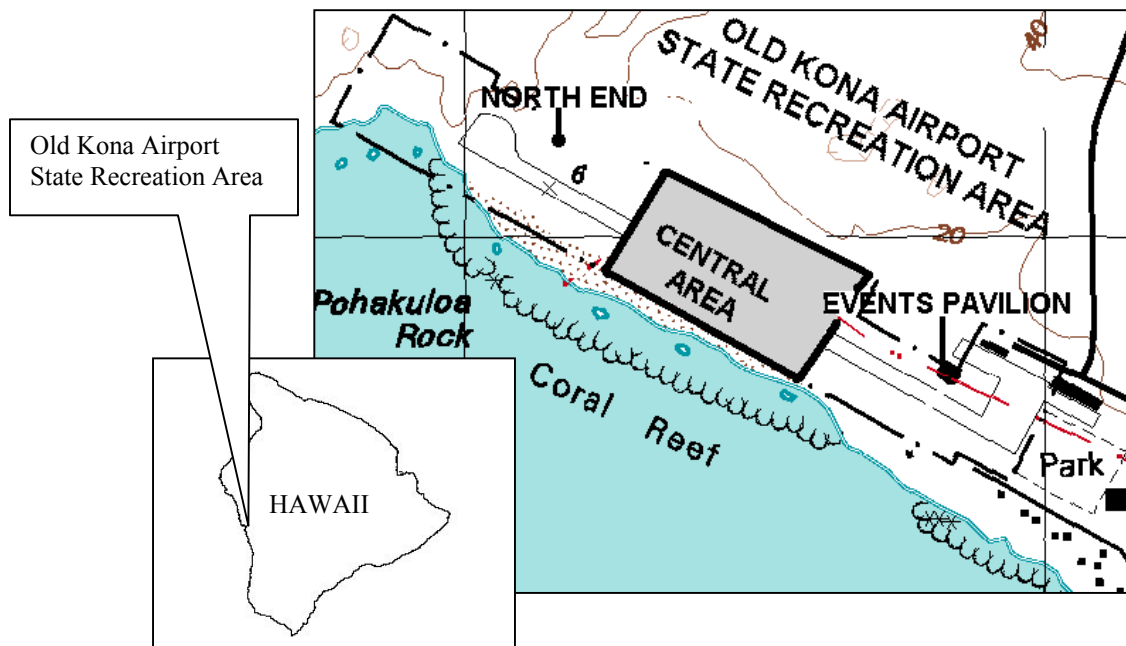 OLD KONA AIRPORT
STATE RECREATION AREA
40
NORTH END
Old Kona Airport
State Recreation Area
6
20
CENTRAL
AREA
EVENTS PAVILION
Pohakuloa
Rock
Coral Reef
Park
HAWAII